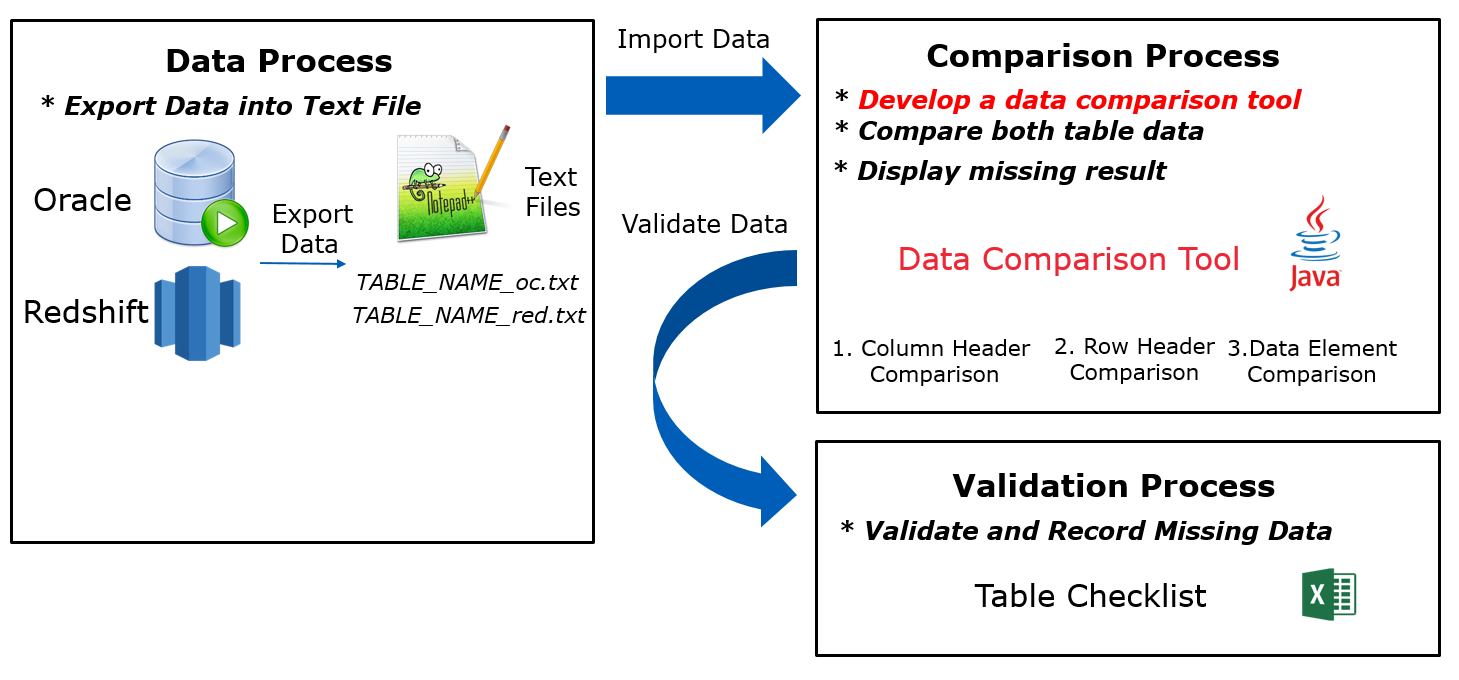 Data Process
* Export Data into Text File
Oracle
Export
Data
Notepad++
Text
Files
Redshift
TABLE_NAME_oc.txt
TABLE_NAME_red.txt
Import Data
Validate Data
Comparison Process
* Develop a data comparison tool
* Compare both table data
* Display missing result
Data Comparison Tool
Java
1. Column Header
Comparison
2. Row Header
Comparison
3.Data Element
Comparison
Validation Process
* Validate and Record Missing Data
Table Checklist
X